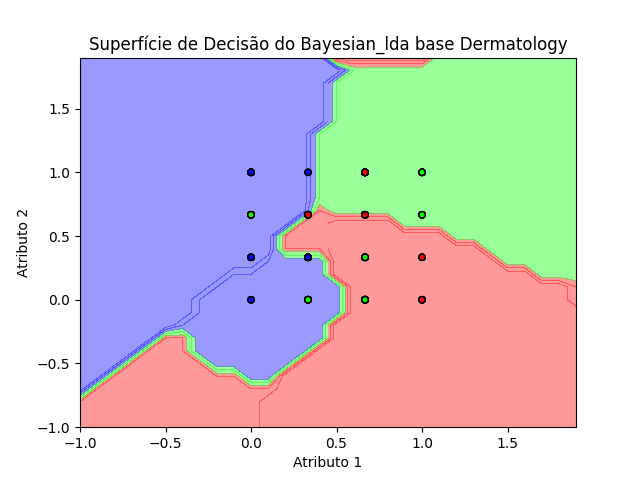 Superfície de Decisão do Bayesian_lda base Dermatology
Atributo 2
1.5
1.0
0.5
0.0
−0.5
−1.0
−1.0 −0.5 0.0 0.5 1.0 1.5
Atributo 1